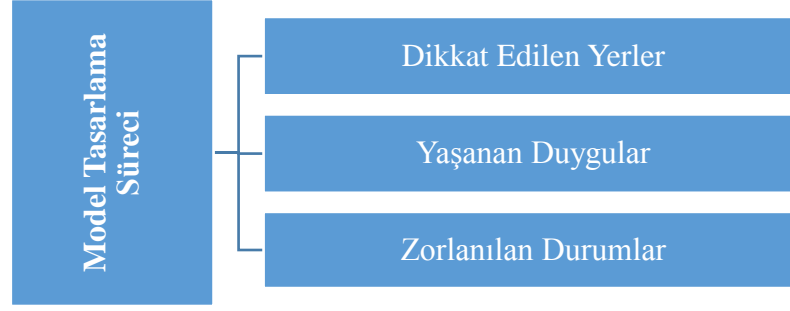 Model Tasarlama
Süreci
Dikkat Edilen Yerler
Yaşanan Duygular
Zorlanılan Durumlar